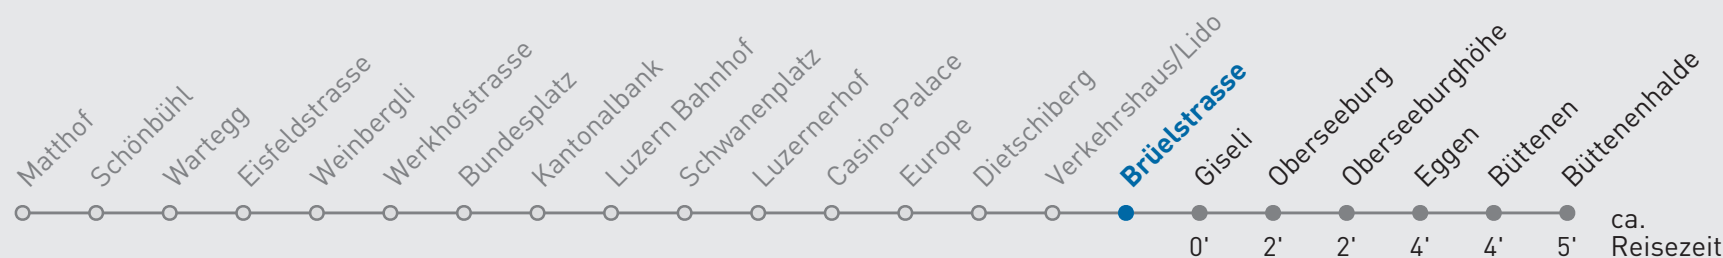 Matthof
Schönbühl
Wartegg
Eisfeldstrasse
Weinbergli
Werkhofstrasse
Bundesplatz
Kantonalbank
Luzern Bahnhof
Schwanenplatz
Luzernerhof
Casino-Palace
Europe
Dietschiberg
Verkehrshaus/Lido
Brüelstrasse
Giseli
Oberseeburg
Oberseeburghöhe
Eggen
Büttenen
Büttenenhalde
ca.
0' 2' 2' 4' 4' 5' Reisezeit